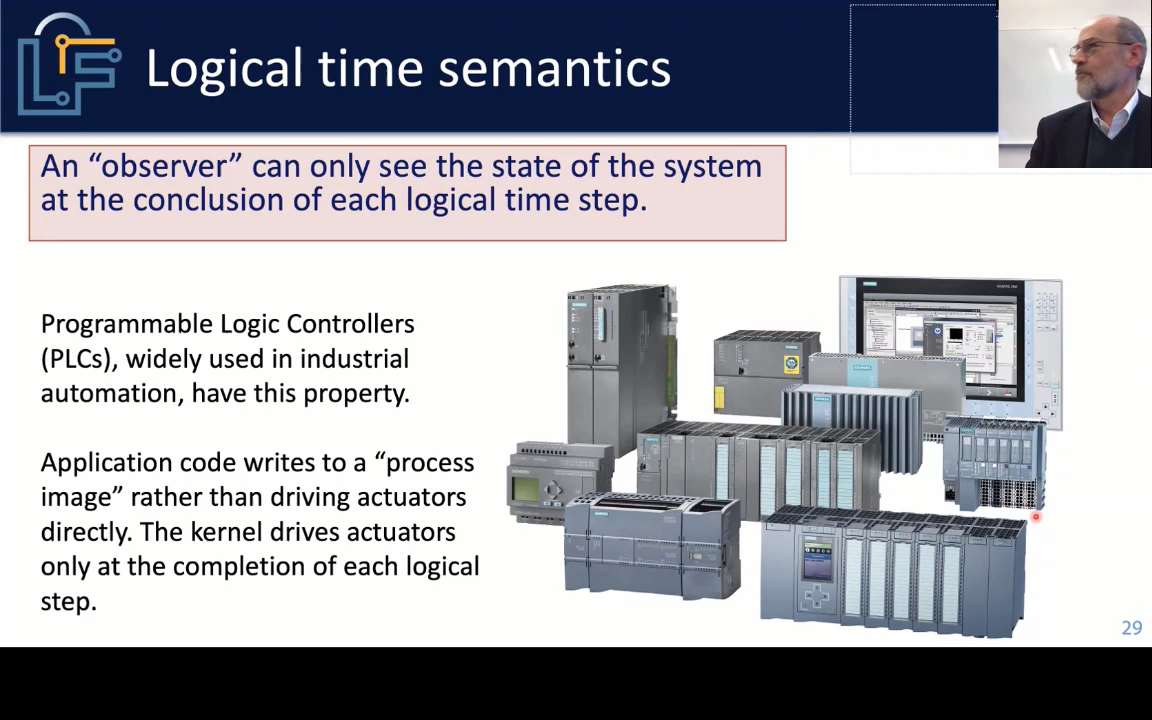 Logical time semantics
An “observer” can only see the state of the system
at the conclusion of each logical time step.
Programmable Logic Controllers
(PLCs), widely used in industrial
automation, have this property.
Application code writes to a “process
image” rather than driving actuators
directly. The kernel drives actuators
only at the completion of each logical
step.
SIEMENS
29